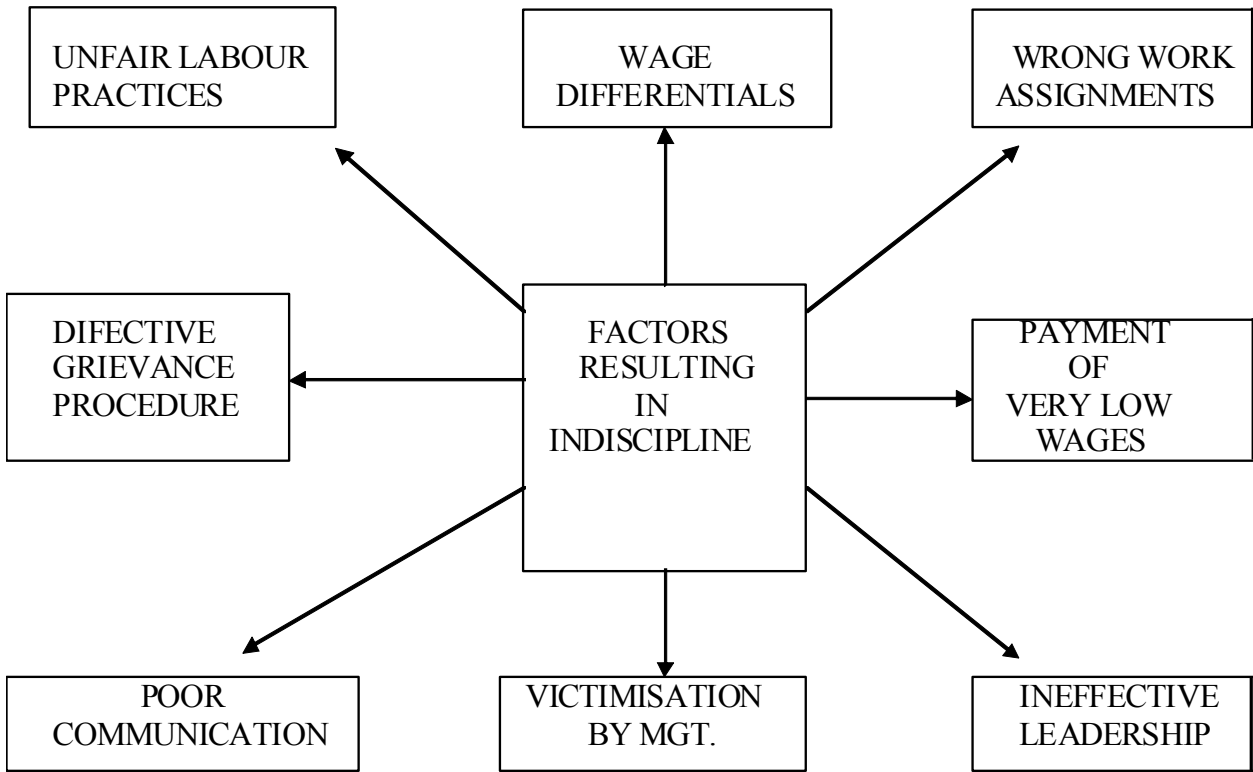 UNFAIR LABOUR
PRACTICES
WAGE
DIFFERENTIALS
WRONG WORK
ASSIGNMENTS
DIFECTIVE
GRIEVANCE
PROCEDURE
FACTORS
RESULTING
IN
INDISCIPLINE
PAYMENT
OF
VERY LOW
WAGES
POOR
COMMUNICATION
VICTIMISATION
BY MGT.
INEFFECTIVE
LEADERSHIP